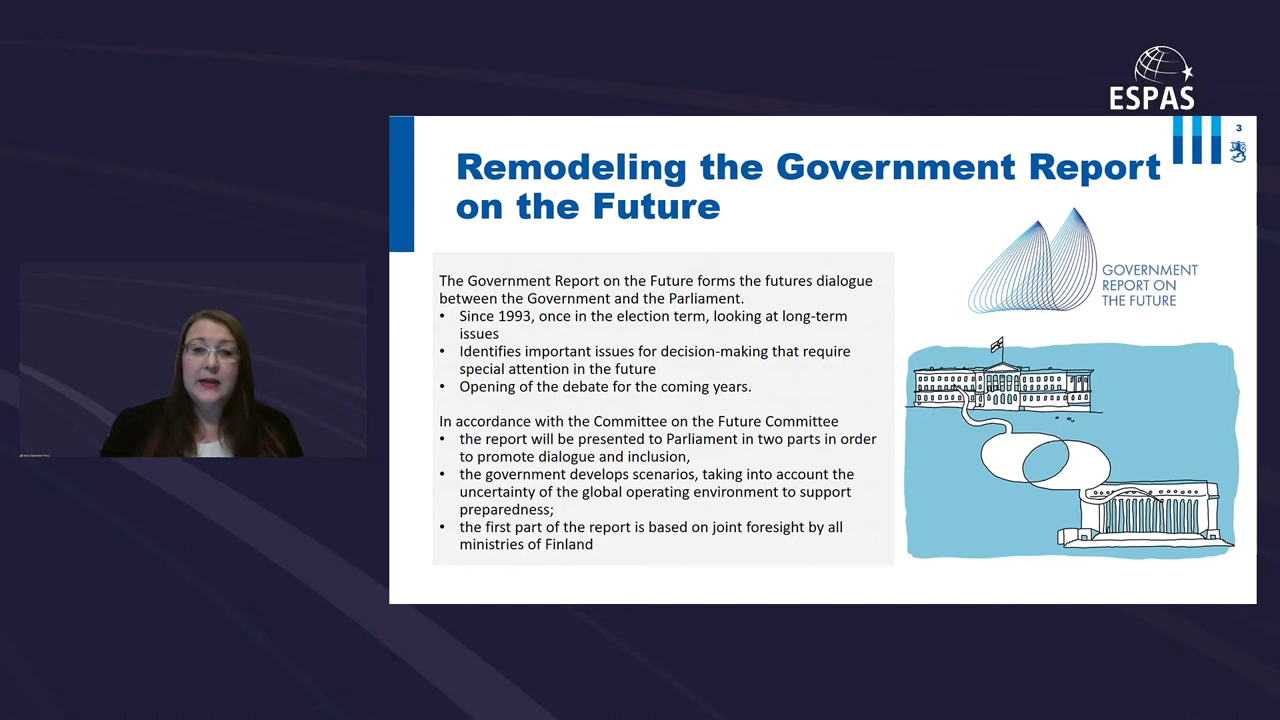 ESPAS
3
Remodeling the Government Report
on the Future
GOVERNMENT
REPORT ON
THE FUTURE
The Government Report on the Future forms the futures dialogue
between the Government and the Parliament.
• Since 1993, once in the election term, looking at long-term
issues
• Identifies important issues for decision-making that require
special attention in the future
• Opening of the debate for the coming years.
In accordance with the Committee on the Future Committee
• the report will be presented to Parliament in two parts in order
to promote dialogue and inclusion,
• the government develops scenarios, taking into account the
uncertainty of the global operating environment to support
preparedness;
• the first part of the report is based on joint foresight by all
ministries of Finland